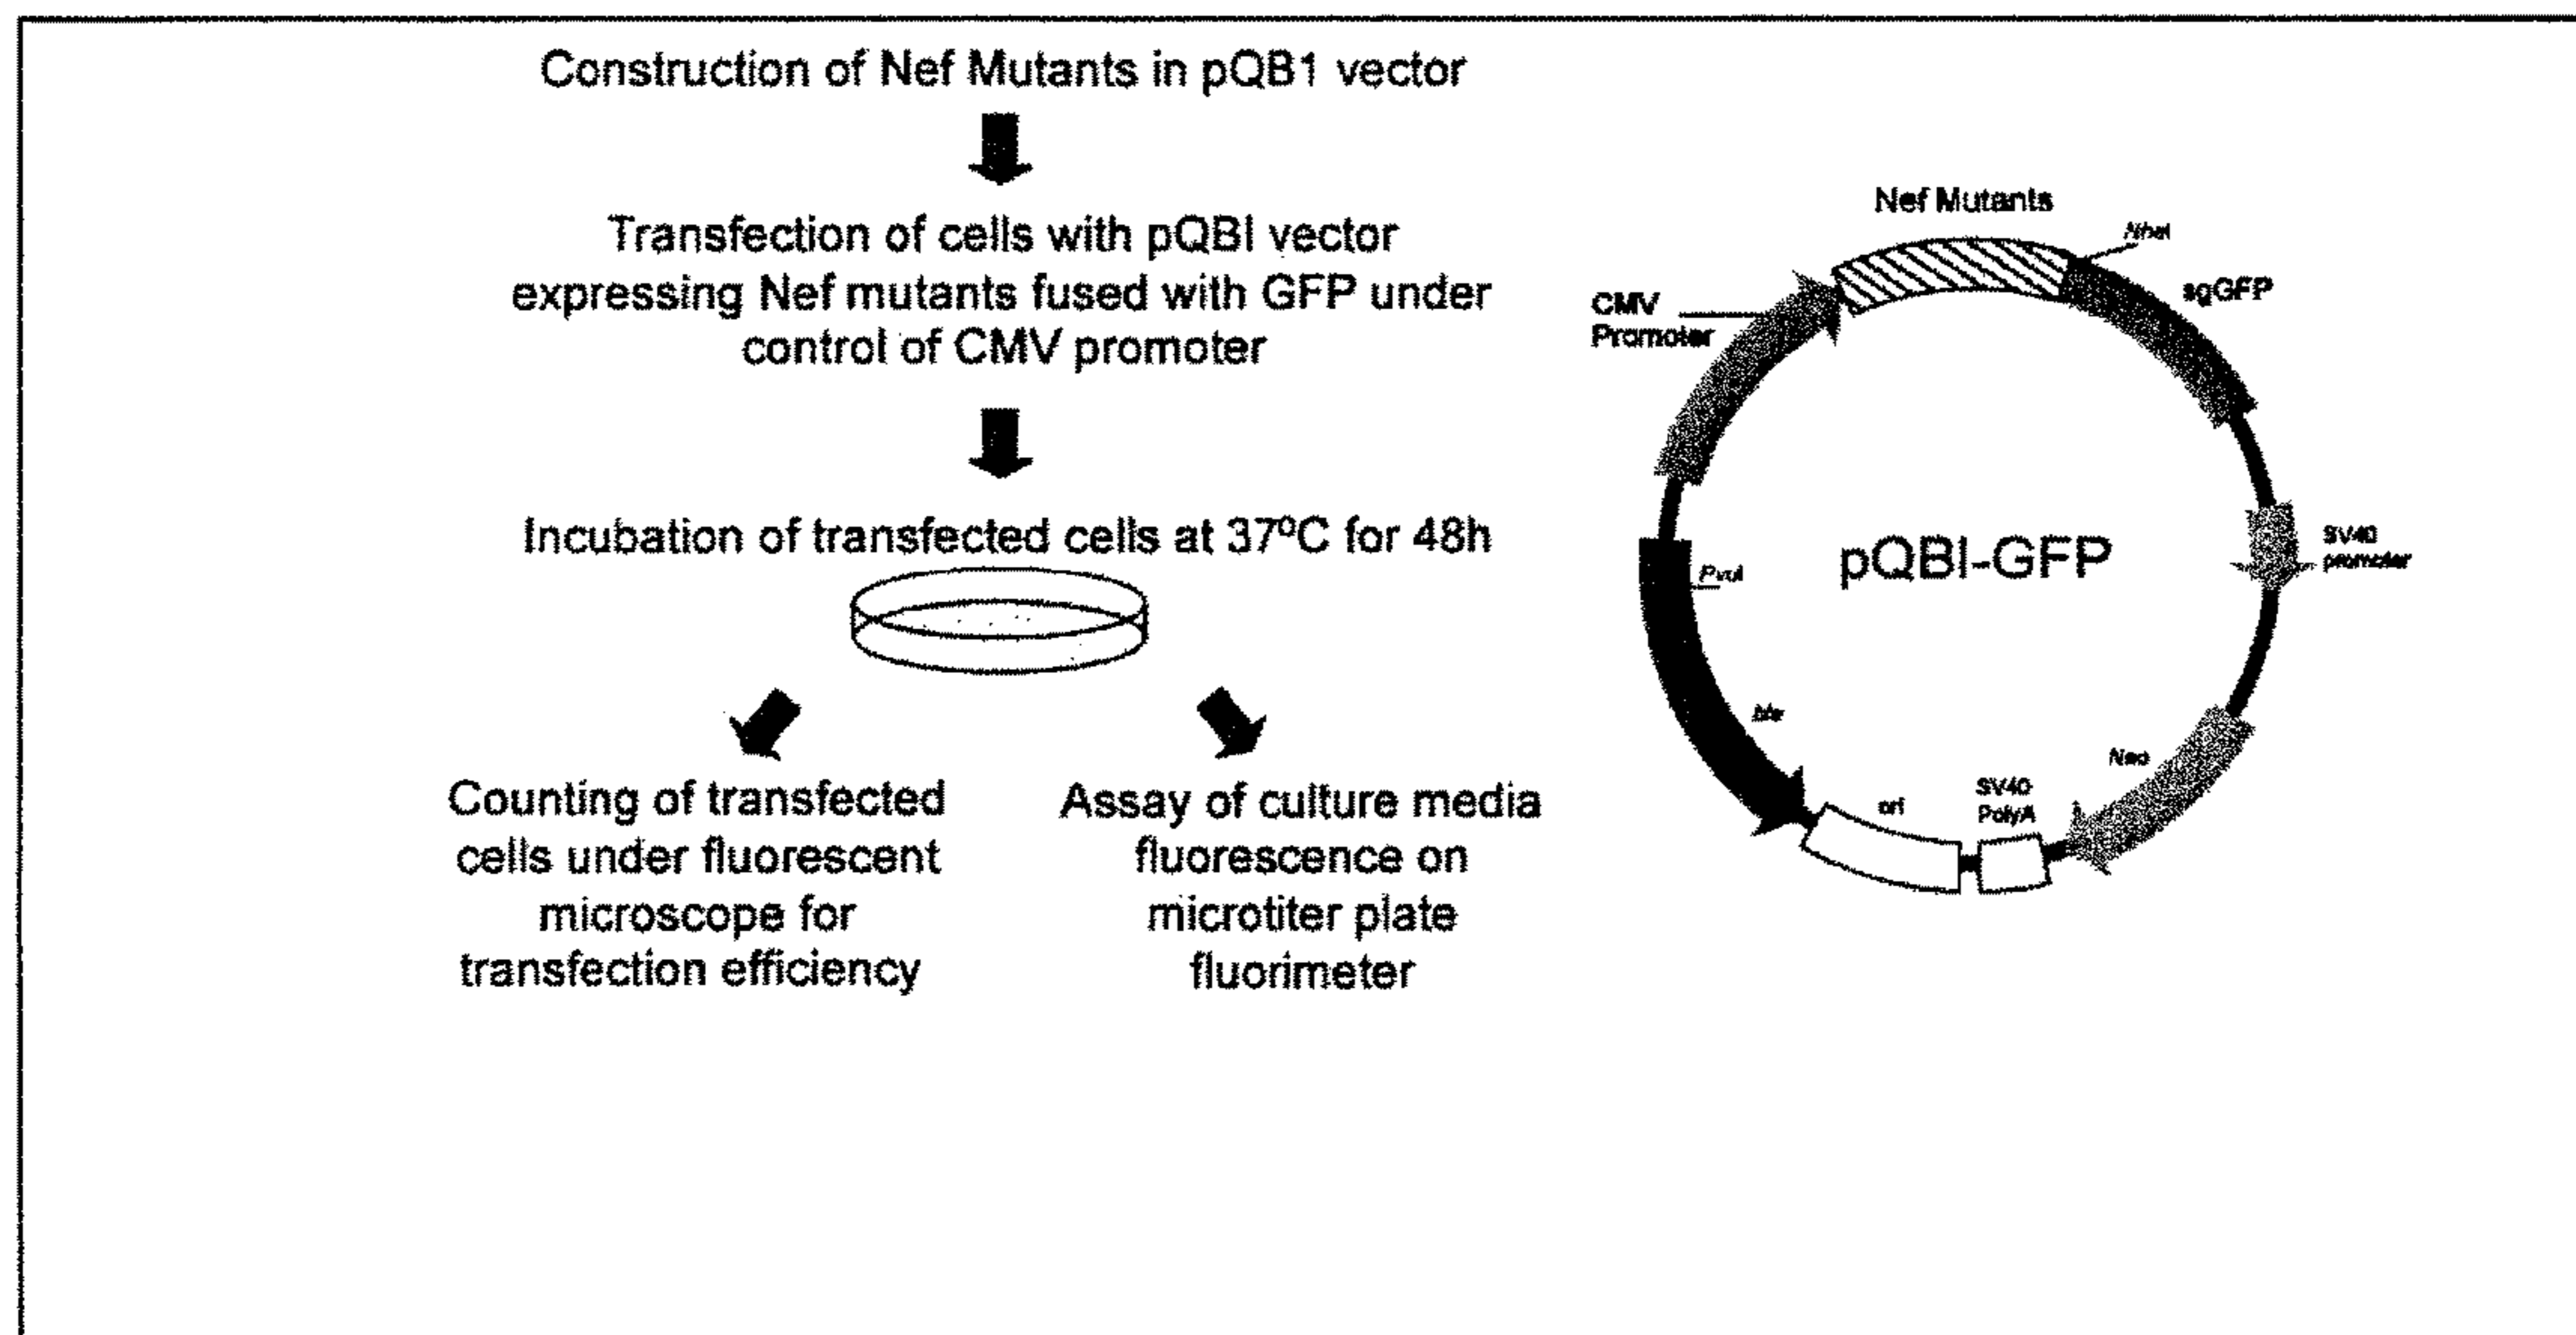 Construction of Nef Mutants in pQB1 vector
Transfection of cells with pQBI vector
expressing Nef mutants fused with GFP under
control of CMV promoter
Incubation of transfected cells at 37⁰C for 48h
Counting of transfected
cells under fluorescent
microscope for
transfection efficiency
Assay of culture media
fluorescence on
microtiter plate
fluorimeter
Nef Mutants
NheI
sgGFP
CMV
Promoter
SV40
promoter
pQBI-GFP
PvuI
Neo
SV40
PolyA
ori